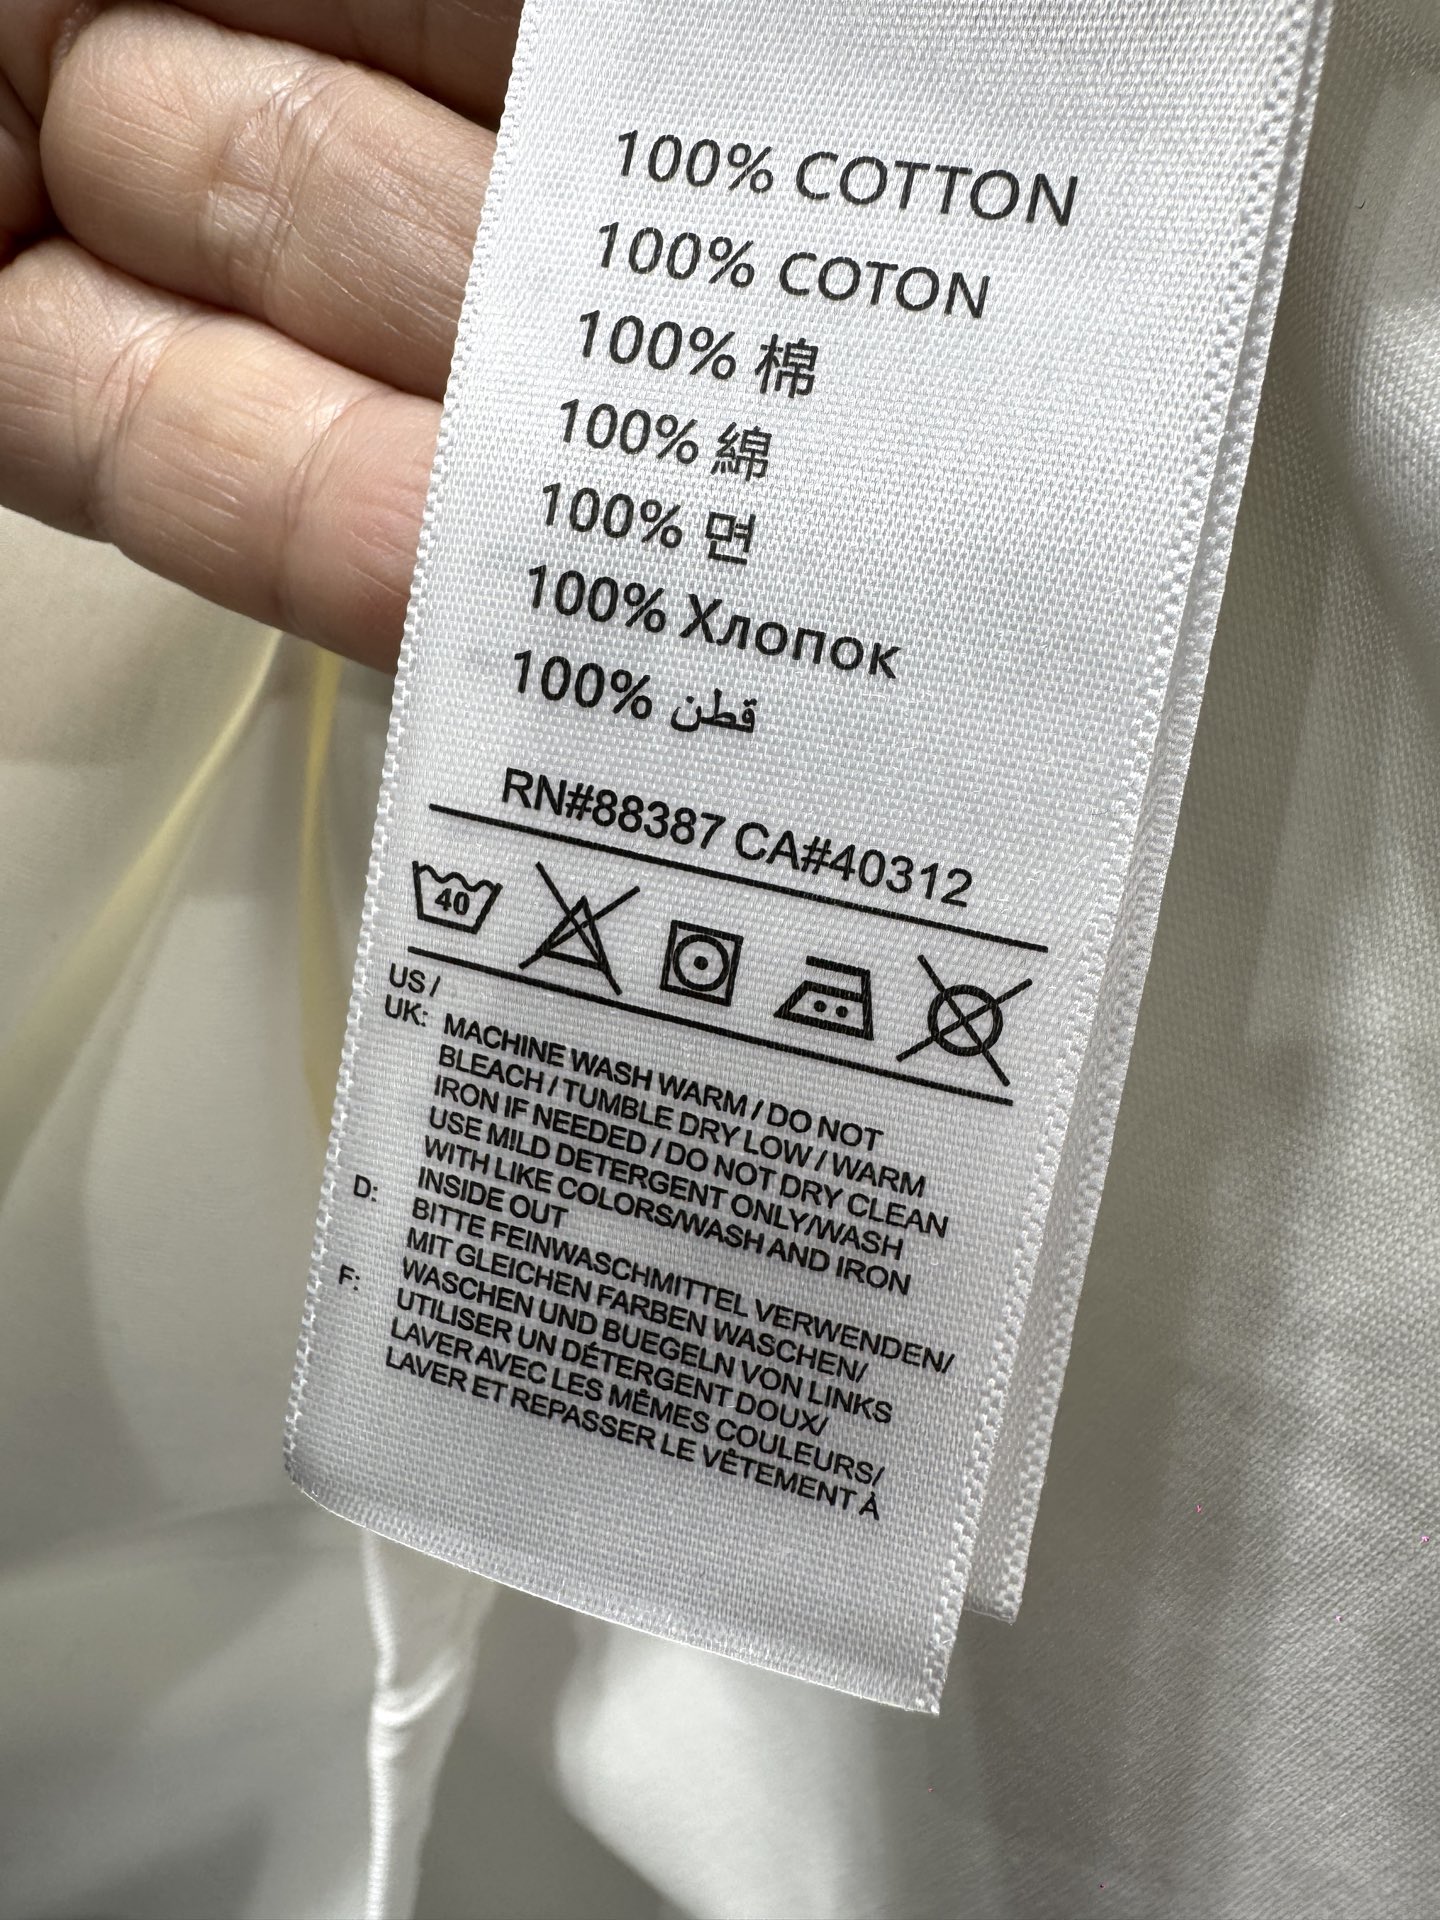 100% COTTON
100% COTON
100% 棉
100% 綿
100% 면
100% Хлопок
100% قطن
RN#88387 CA#40312
40
US /
UK: MACHINE WASH WARM / DO NOT
BLEACH / TUMBLE DRY LOW / WARM
IRON IF NEEDED / DO NOT DRY CLEAN
USE MILD DETERGENT ONLY/WASH
WITH LIKE COLORS/WASH AND IRON
INSIDE OUT
D: BITTE FEINWASCHMITTEL VERWENDEN/
MIT GLEICHEN FARBEN WASCHEN/
WASCHEN UND BUEGELN VON LINKS
F: UTILISER UN DÉTERGENT DOUX/
LAVER AVEC LES MÊMES COULEURS/
LAVER ET REPASSER LE VÊTEMENT À